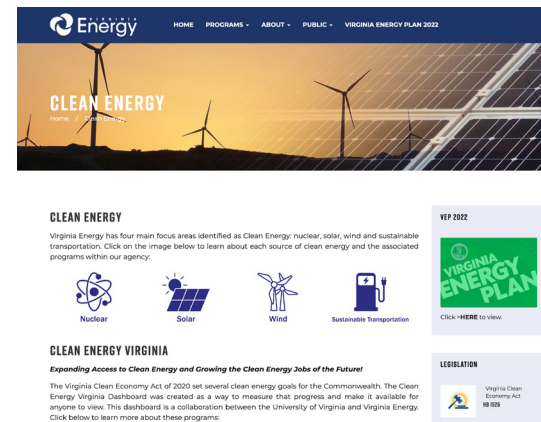 VIRGINIA
Energy
HOME PROGRAMS ABOUT PUBLIC VIRGINIA ENERGY PLAN 2022
CLEAN ENERGY
Home / Clean Energy
CLEAN ENERGY
Virginia Energy has four main focus areas identified as Clean Energy: nuclear, solar, wind and sustainable
transportation. Click on the image below to learn about each source of clean energy and the associated
programs within our agency:
Nuclear Solar Wind Sustainable Transportation
CLEAN ENERGY VIRGINIA
Expanding Access to Clean Energy and Growing the Clean Energy Jobs of the Future!
The Virginia Clean Economy Act of 2020 set several clean energy goals for the Commonwealth. The Clean
Energy Virginia Dashboard was created as a way to measure that progress and make it available for
anyone to view. This dashboard is a collaboration between the University of Virginia and Virginia Energy.
Click below to learn more about these programs:
VEP 2022
VIRGINIA
ENERGY
PLAN
Click >HERE to view.
LEGISLATION
Virginia Clean
Economy Act
HB 1526